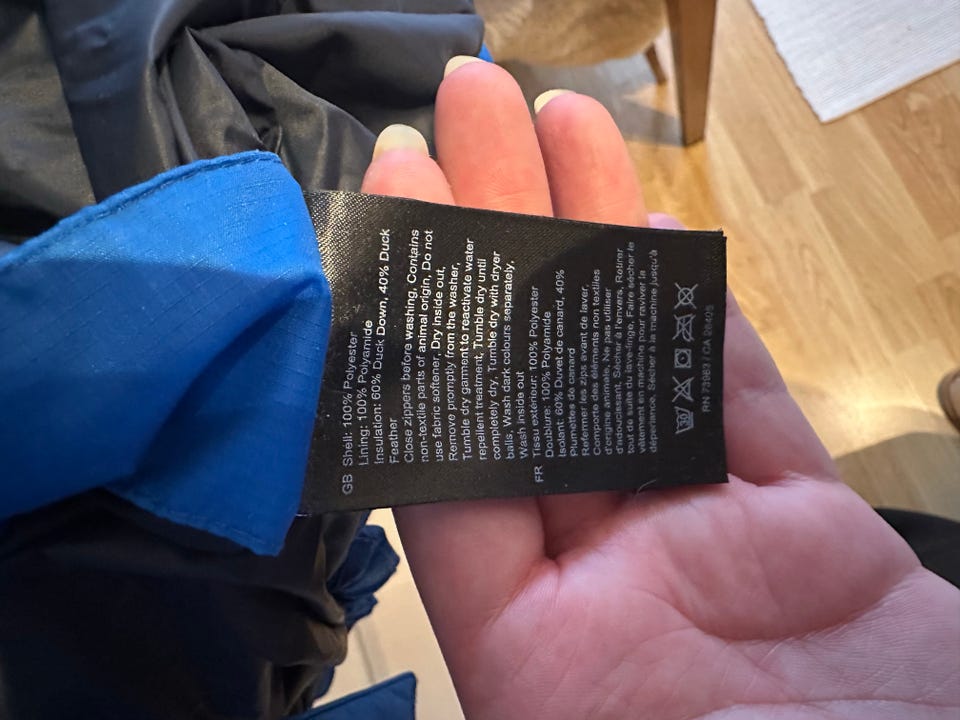 GB Shell: 100% Polyester
Lining: 100% Polyamide
Insulation: 60% Duck Down, 40% Duck
Feather
Close zippers before washing, Contains
non-textile parts of animal origin, Do not
use fabric softener, Dry inside out,
Remove promptly from the washer,
Tumble dry garment to reactivate water
repellent treatment, Tumble dry until
completely dry, Tumble dry with dryer
balls, Wash dark colours separately,
Wash inside out
FR Tissu extérieur: 100% Polyester
Doublure: 100% Polyamide
Isolant: 60% Duvet de canard, 40%
Plumettes de canard
Refermer les zips avant de laver,
Comporte des éléments non textiles
d'origine animale, Ne pas utiliser
d'adoucissant, Sécher à l'envers, Retirer
tout de suite du lave-linge, Faire sécher le
vêtement en machine pour raviver la
déperlance, Sécher à la machine jusqu'à
RN 73983 / CA